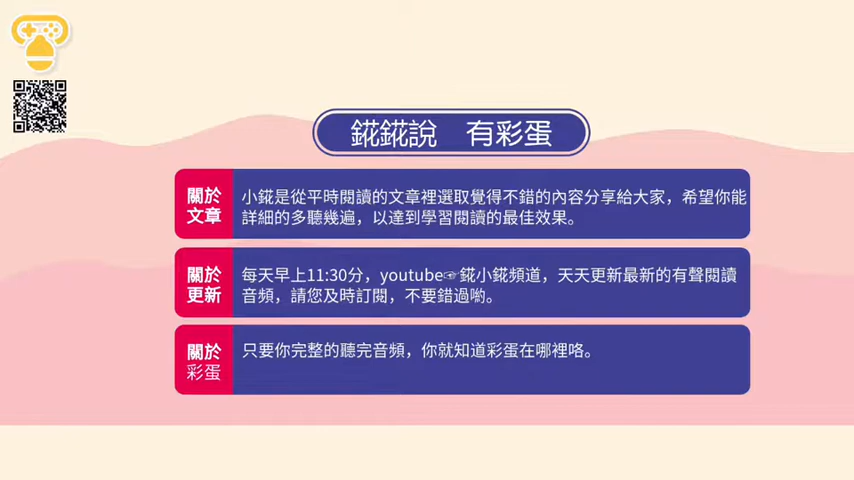 錵錵說 有彩蛋
關於
文章
小錵是從平時閱讀的文章裡選取覺得不錯的內容分享給大家，希望你能
詳細的多聽幾遍，以達到學習閱讀的最佳效果。
關於
更新
每天早上11:30分，youtube☞錵小錵頻道，天天更新最新的有聲閱讀
音頻，請您及時訂閱，不要錯過喲。
關於
彩蛋
只要你完整的聽完音頻，你就知道彩蛋在哪裡咯。